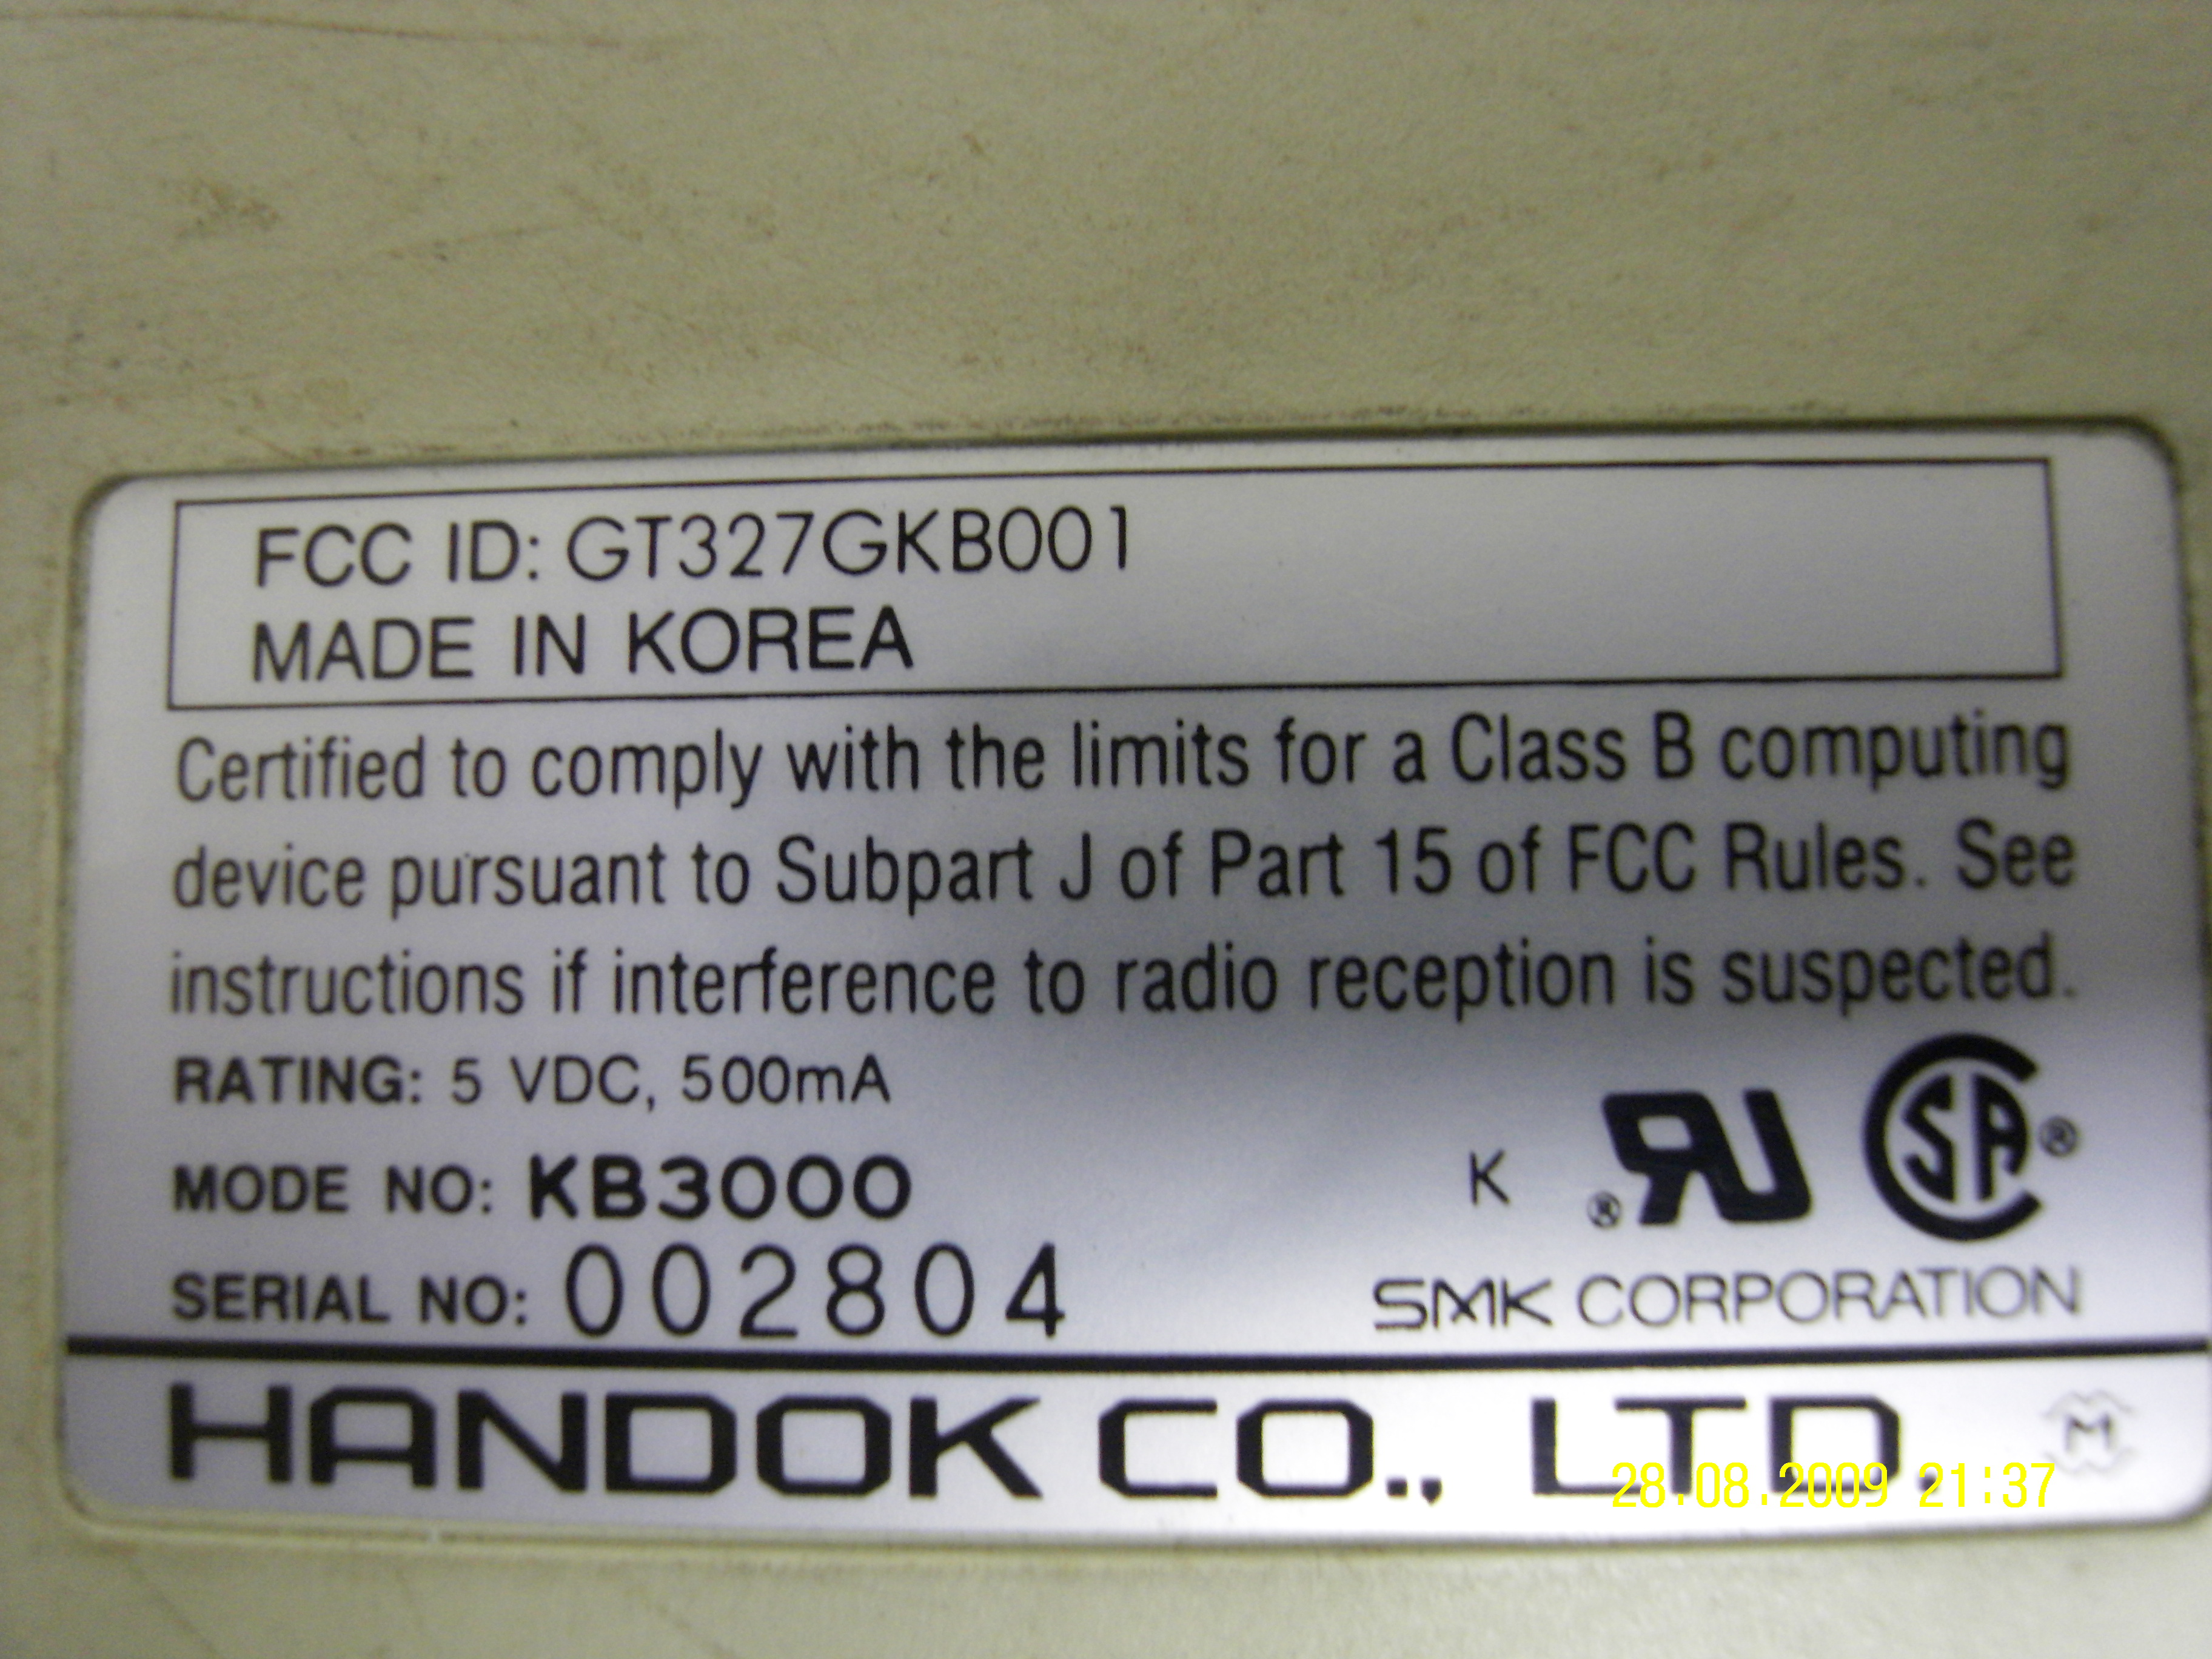 FCC ID: GT327GKB001
MADE IN KOREA
Certified to comply with the limits for a Class B computing
device pursuant to Subpart J of Part 15 of FCC Rules. See
instructions if interference to radio reception is suspected.
RATING: 5 VDC, 500mA
MODE NO: KB3000
K ® RU SA ®
SERIAL NO: 002804
SMK CORPORATION
HANDOK CO., LTD. M
28.08.2009 21:37